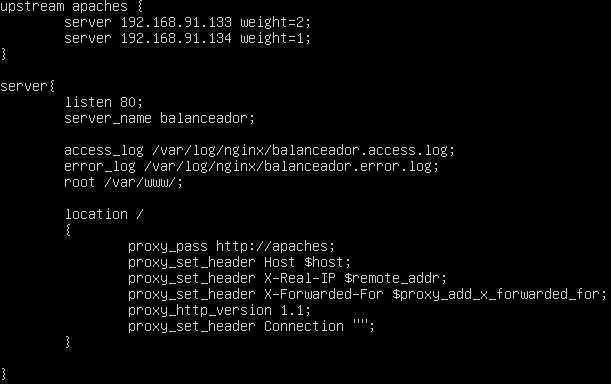 upstream apaches {
        server 192.168.91.133 weight=2;
        server 192.168.91.134 weight=1;
}

server{
        listen 80;
        server_name balanceador;

        access_log /var/log/nginx/balanceador.access.log;
        error_log /var/log/nginx/balanceador.error.log;
        root /var/www/;

        location /
        {
                proxy_pass http://apaches;
                proxy_set_header Host $host;
                proxy_set_header X-Real-IP $remote_addr;
                proxy_set_header X-Forwarded-For $proxy_add_x_forwarded_for;
                proxy_http_version 1.1;
                proxy_set_header Connection "";
        }

}